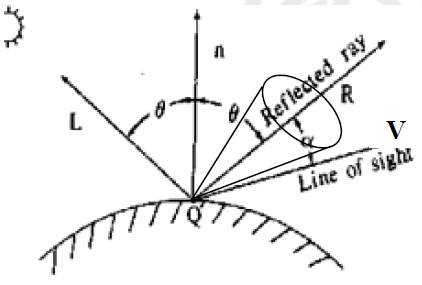 n
θ
θ
L
Reflected ray
R
α
V
Line of sight
Q